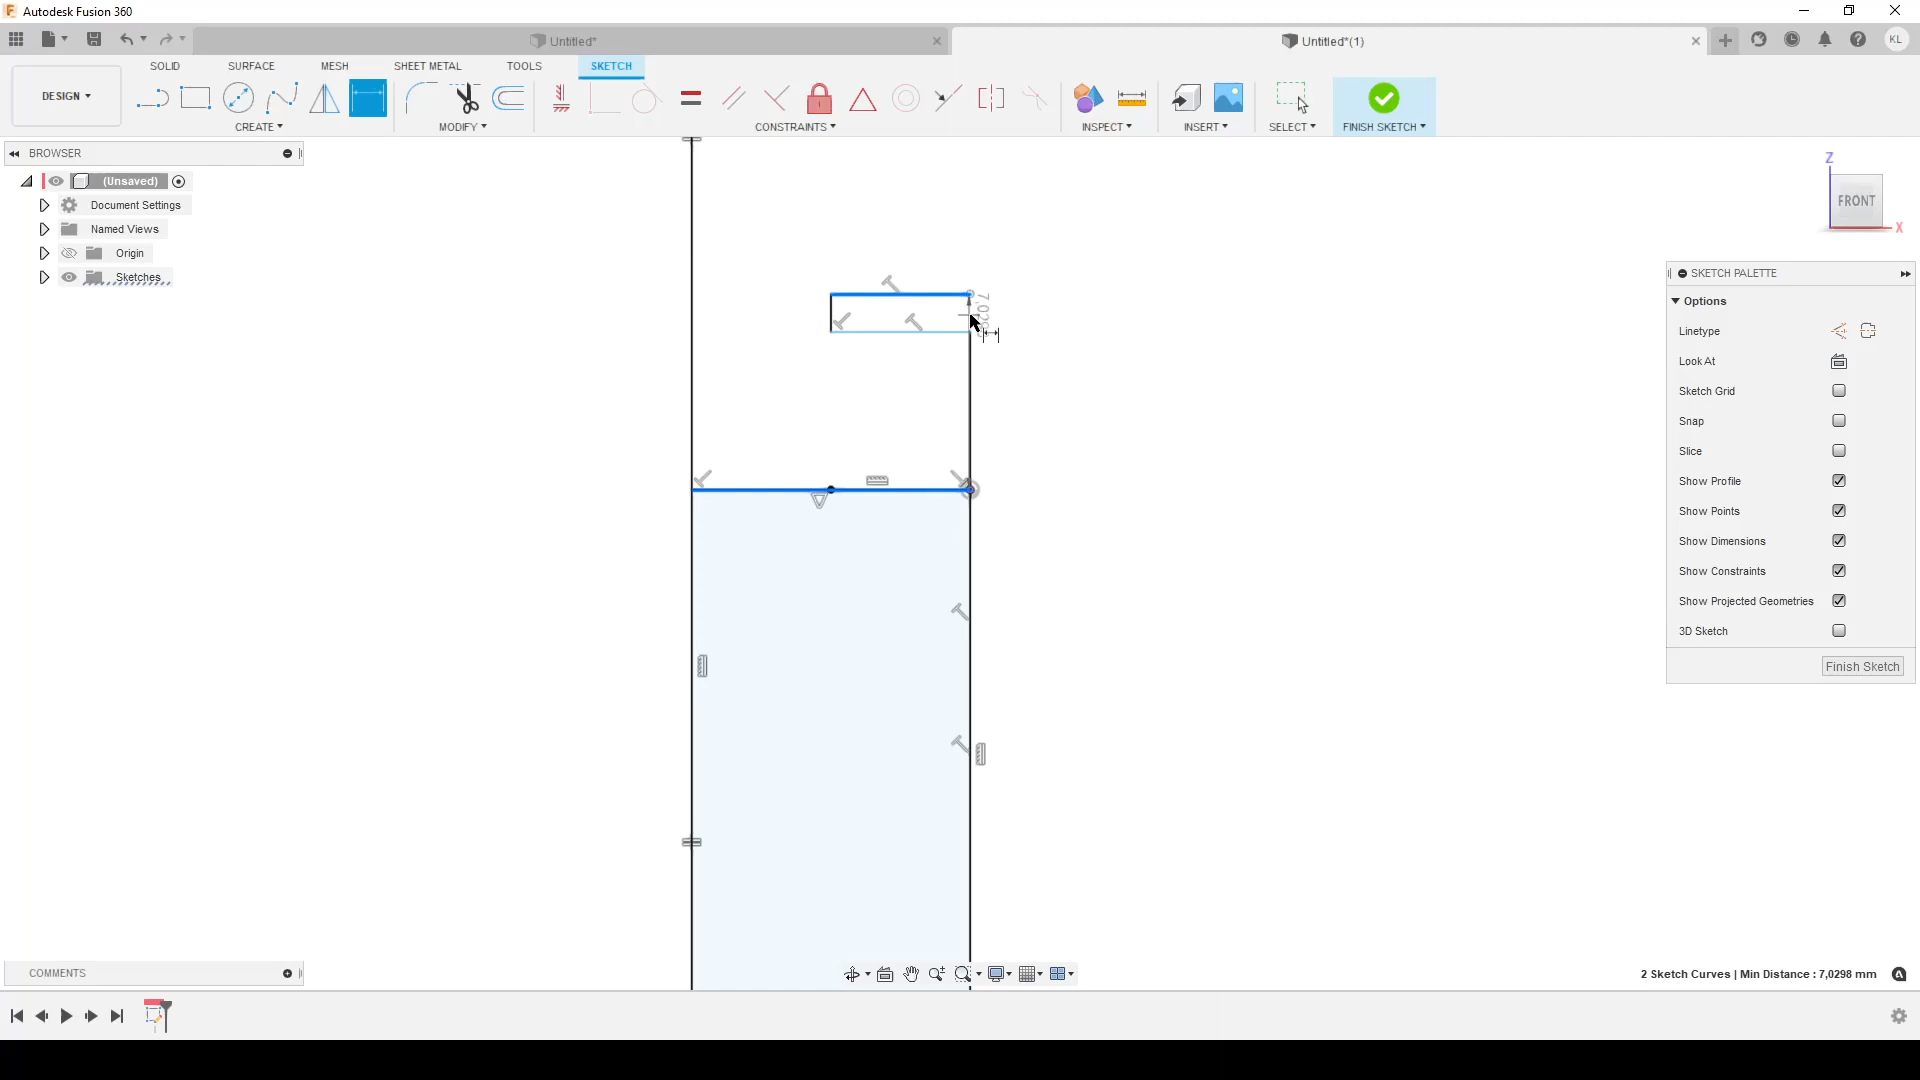 Autodesk Fusion 360
Untitled*
Untitled*(1)
KL
DESIGN
SOLID
SURFACE
MESH
SHEET METAL
TOOLS
SKETCH
CREATE
MODIFY
CONSTRAINTS
INSPECT
INSERT
SELECT
FINISH SKETCH
BROWSER
(Unsaved)
Document Settings
Named Views
Origin
Sketches
Z
FRONT
X
SKETCH PALETTE
Options
Linetype
Look At
Sketch Grid
Snap
Slice
Show Profile
Show Points
Show Dimensions
Show Constraints
Show Projected Geometries
3D Sketch
Finish Sketch
COMMENTS
2 Sketch Curves | Min Distance : 7,0298 mm